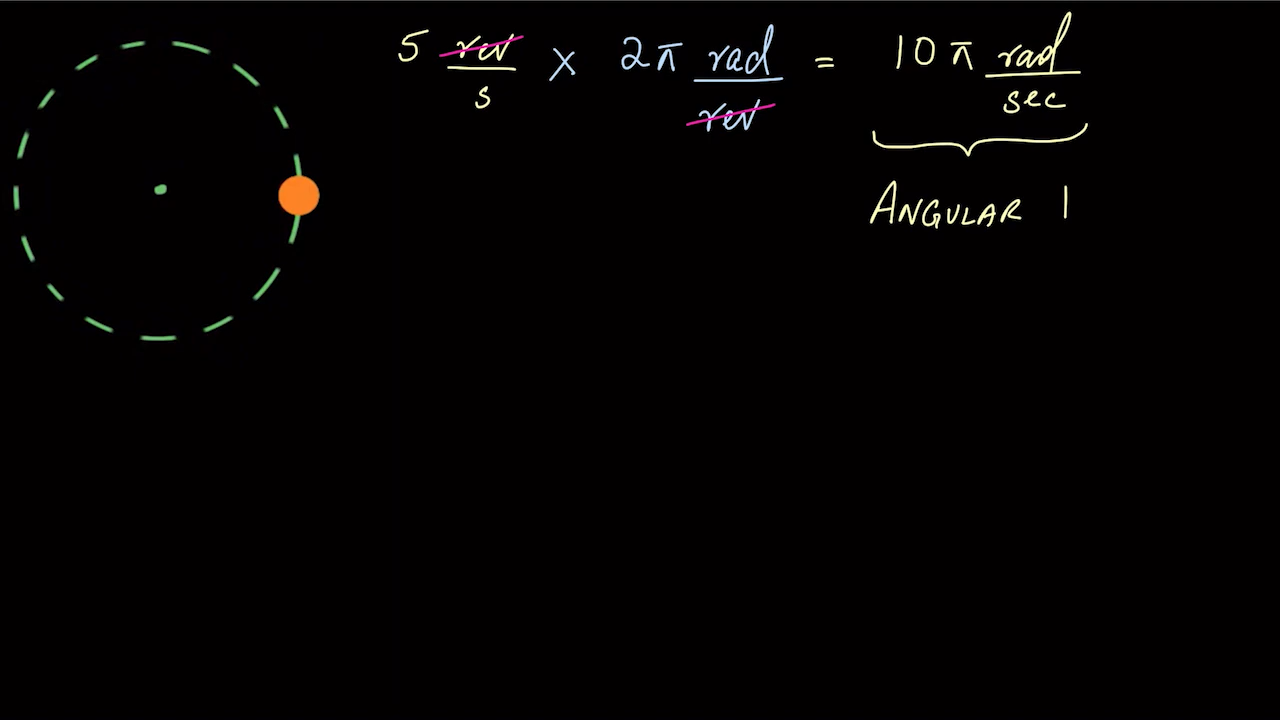 5 rev/s × 2π rad/rev = 10π rad/sec
ANGULAR